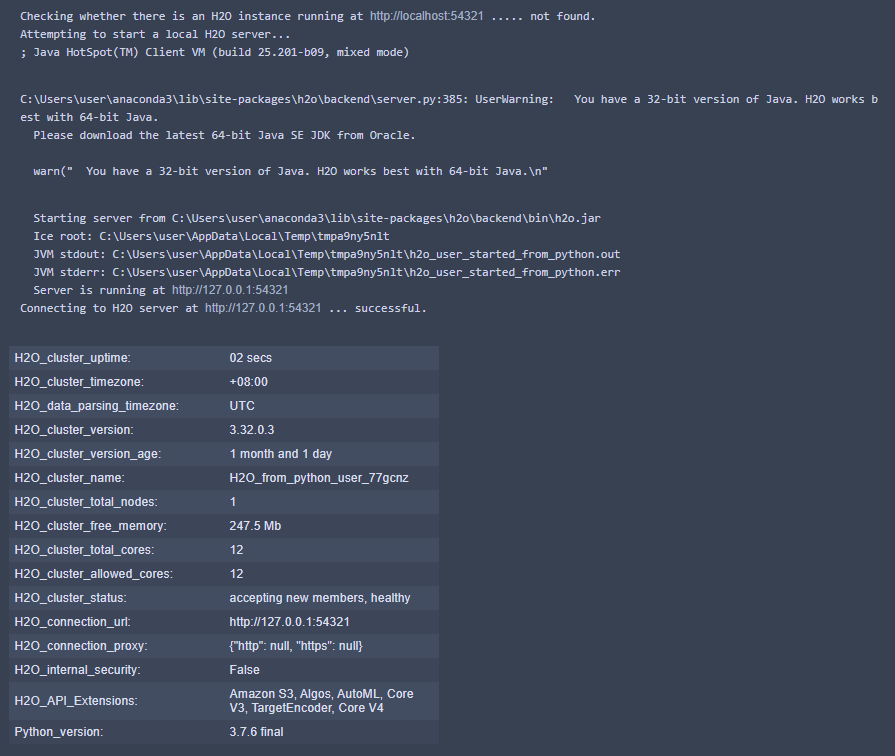 Checking whether there is an H2O instance running at http://localhost:54321 ..... not found.
Attempting to start a local H2O server...
; Java HotSpot(TM) Client VM (build 25.201-b09, mixed mode)
C:\Users\user\anaconda3\lib\site-packages\h2o\backend\server.py:385: UserWarning:   You have a 32-bit version of Java. H2O works b
est with 64-bit Java.
  Please download the latest 64-bit Java SE JDK from Oracle.
  warn("  You have a 32-bit version of Java. H2O works best with 64-bit Java.\n"
  Starting server from C:\Users\user\anaconda3\lib\site-packages\h2o\backend\bin\h2o.jar
  Ice root: C:\Users\user\AppData\Local\Temp\tmpa9ny5nlt
  JVM stdout: C:\Users\user\AppData\Local\Temp\tmpa9ny5nlt\h2o_user_started_from_python.out
  JVM stderr: C:\Users\user\AppData\Local\Temp\tmpa9ny5nlt\h2o_user_started_from_python.err
  Server is running at http://127.0.0.1:54321
Connecting to H2O server at http://127.0.0.1:54321 ... successful.
H2O_cluster_uptime: 02 secs
H2O_cluster_timezone: +08:00
H2O_data_parsing_timezone: UTC
H2O_cluster_version: 3.32.0.3
H2O_cluster_version_age: 1 month and 1 day
H2O_cluster_name: H2O_from_python_user_77gcnz
H2O_cluster_total_nodes: 1
H2O_cluster_free_memory: 247.5 Mb
H2O_cluster_total_cores: 12
H2O_cluster_allowed_cores: 12
H2O_cluster_status: accepting new members, healthy
H2O_connection_url: http://127.0.0.1:54321
H2O_connection_proxy: {"http": null, "https": null}
H2O_internal_security: False
H2O_API_Extensions: Amazon S3, Algos, AutoML, Core
V3, TargetEncoder, Core V4
Python_version: 3.7.6 final